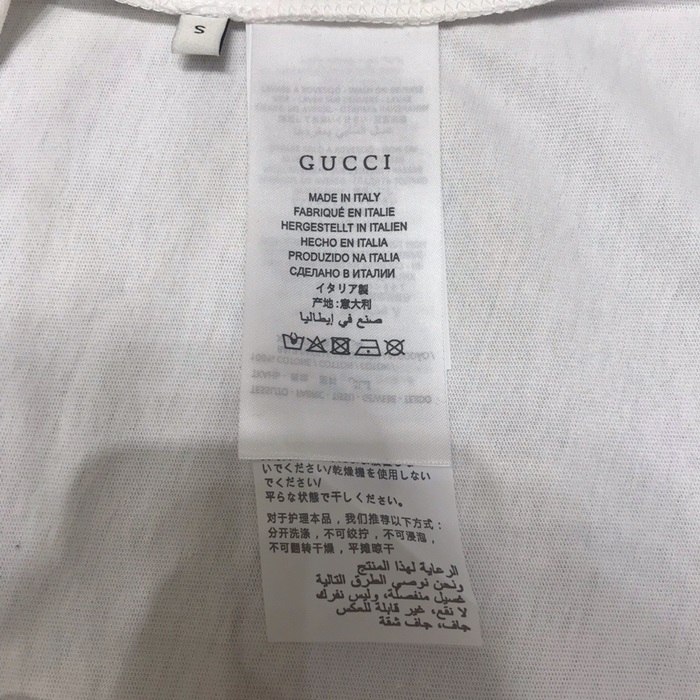 S
GUCCI
MADE IN ITALY
FABRIQUÉ EN ITALIE
HERGESTELLT IN ITALIEN
HECHO EN ITALIA
PRODUZIDO NA ITALIA
СДЕЛАНО В ИТАЛИИ
イタリア製
产地:意大利
صنع في إيطاليا
いでください/乾燥機を使用しない
でください/
平らな状態で干してください。
对于护理本品，我们推荐以下方式:
分开洗涤，不可绞拧，不可浸泡，
不可翻转干燥，平摊晾干
الرعاية لهذا المنتج
ونحن نوصي الطرق التالية
غسيل منفصلة، وليس نفرك
لا نقع، غير قابلة للعكس
جاف، جاف شقة